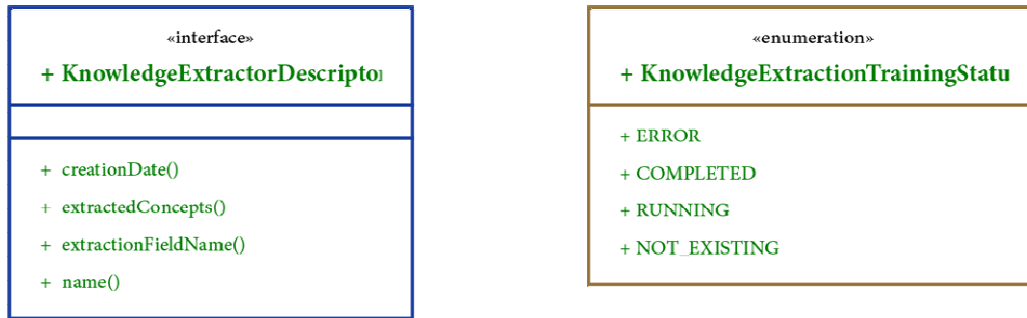 «interface»
+ KnowledgeExtractorDescripto
+ creationDate()
+ extractedConcepts()
+ extractionFieldName()
+ name()
«enumeration»
+ KnowledgeExtractionTrainingStatu
+ ERROR
+ COMPLETED
+ RUNNING
+ NOT_EXISTING